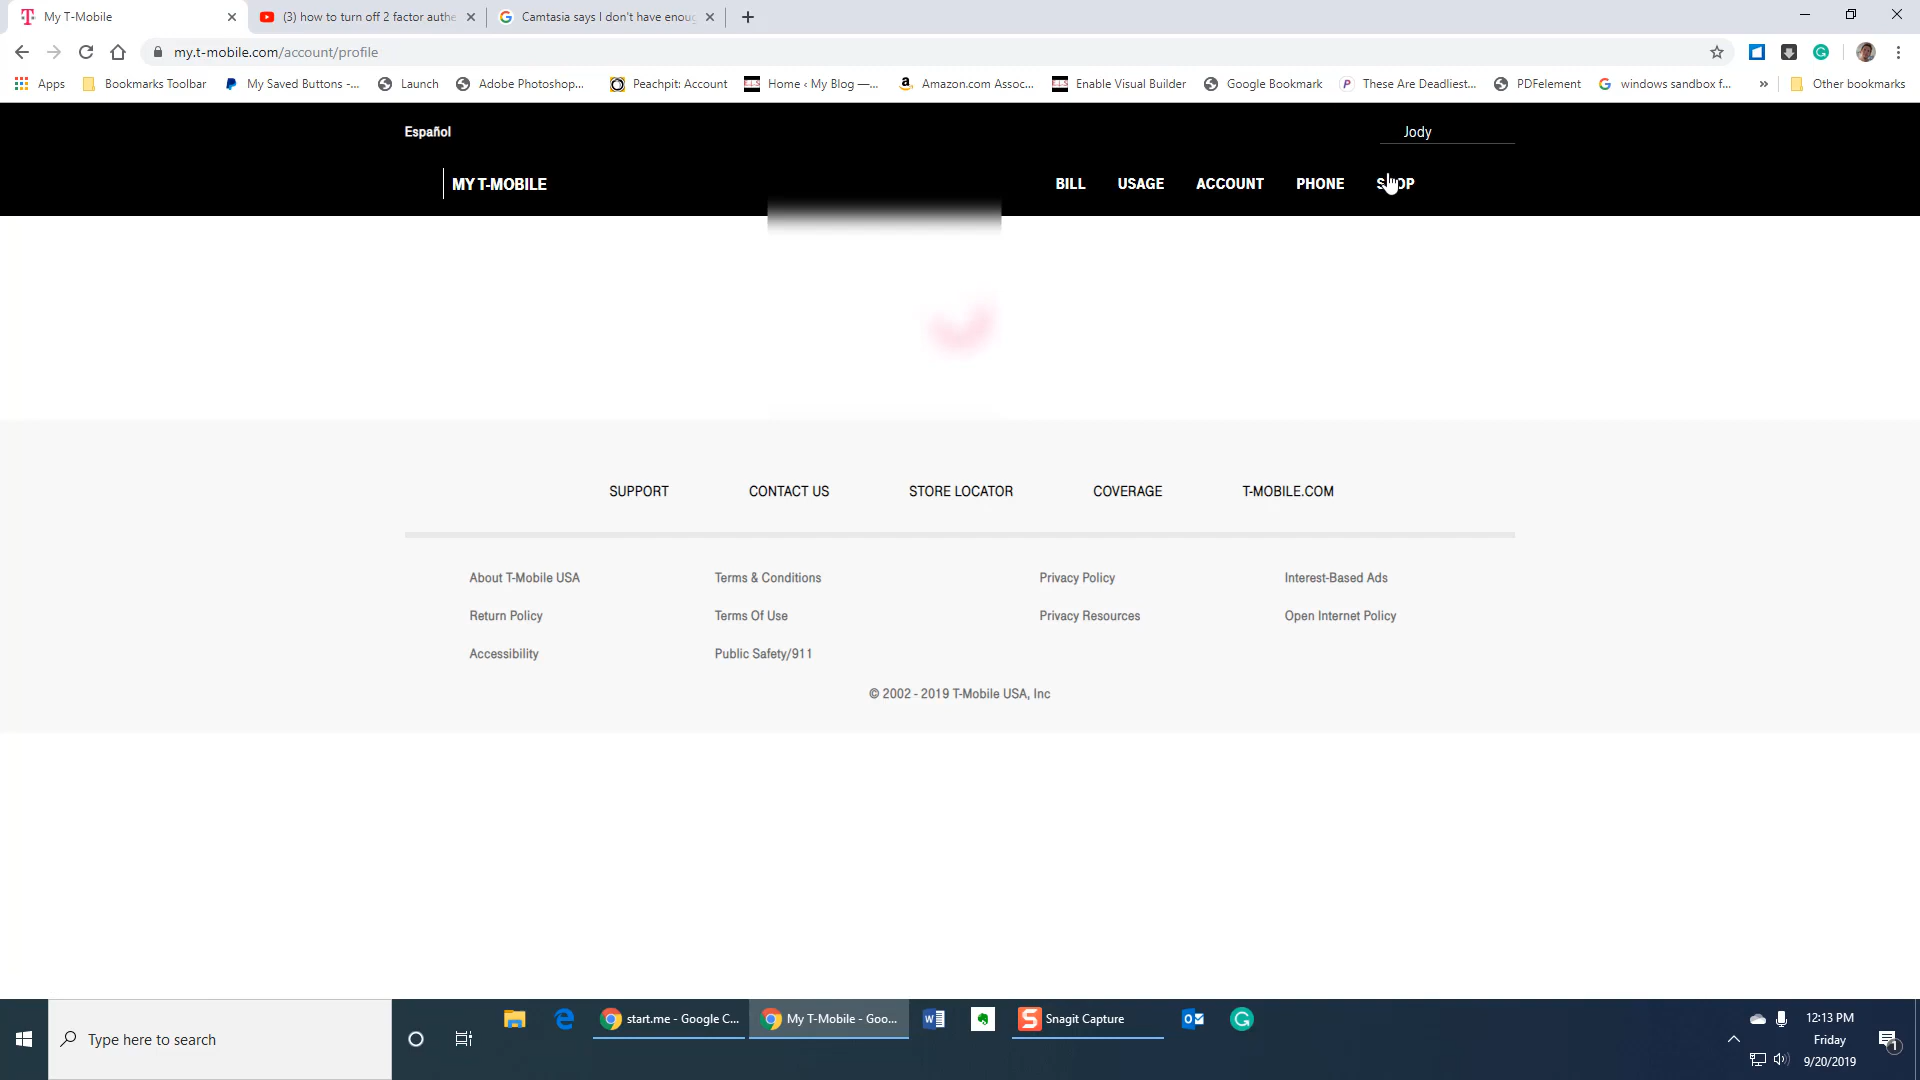 My T-Mobile
(3) how to turn off 2 factor authe
Camtasia says I don't have enoug
my.t-mobile.com/account/profile
Apps
Bookmarks Toolbar
My Saved Buttons -...
Launch
Adobe Photoshop...
Peachpit: Account
Home ‹ My Blog —...
Amazon.com Assoc...
Enable Visual Builder
Google Bookmark
These Are Deadliest...
PDFelement
windows sandbox f...
»
Other bookmarks
Español
Jody
MY T-MOBILE
BILL
USAGE
ACCOUNT
PHONE
SHOP
SUPPORT
CONTACT US
STORE LOCATOR
COVERAGE
T-MOBILE.COM
About T-Mobile USA
Terms & Conditions
Privacy Policy
Interest-Based Ads
Return Policy
Terms Of Use
Privacy Resources
Open Internet Policy
Accessibility
Public Safety/911
© 2002 - 2019 T-Mobile USA, Inc
Type here to search
start.me - Google C...
My T-Mobile - Goo...
Snagit Capture
12:13 PM
Friday
9/20/2019
1